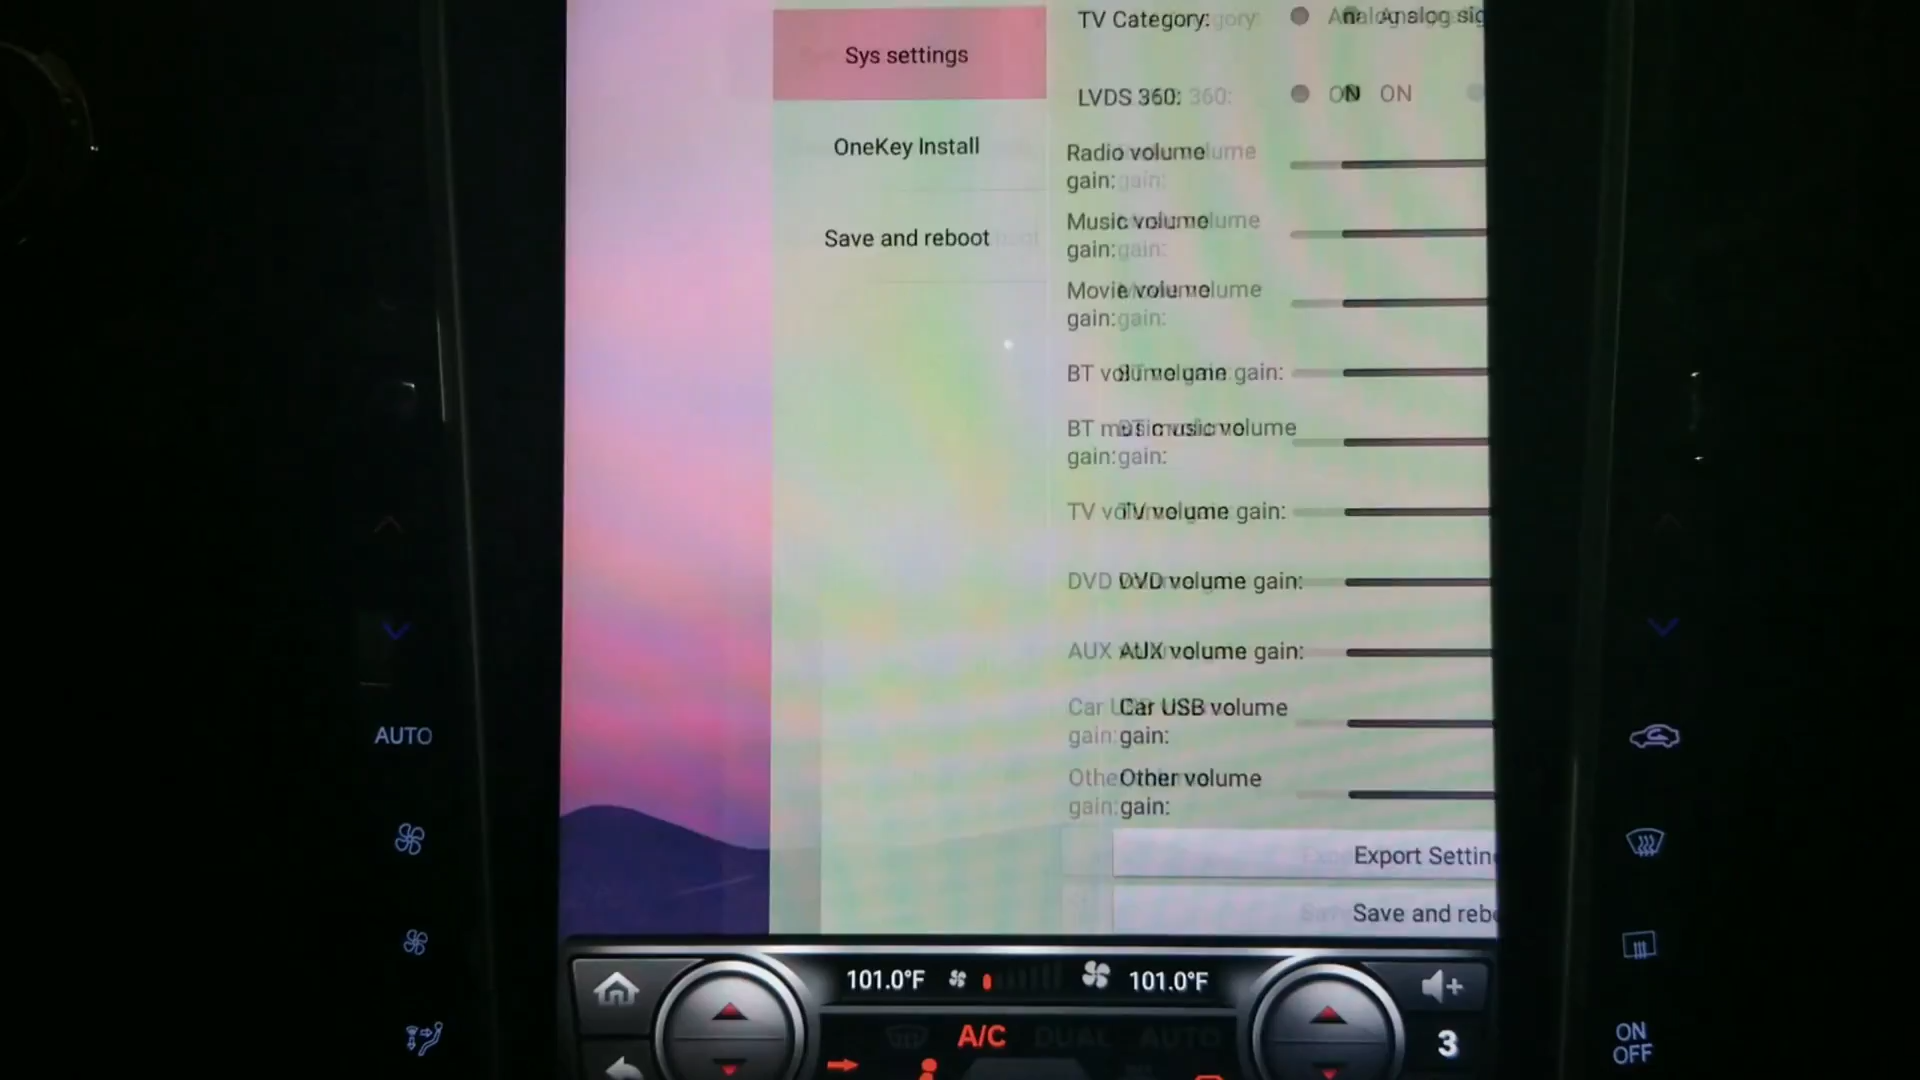 TV Category:
Sys settings
LVDS 360:
ON
OneKey Install
Radio volume
gain:
Music volume
gain:
Save and reboot
Movie volume
gain:
BT volume gain:
BT music volume
gain:
TV volume gain:
DVD volume gain:
AUX volume gain:
Car USB volume
gain:
AUTO
Other volume
gain:
Export Settin
Save and reb
101.0°F
101.0°F
A/C
DUAL
AUTO
3
ON
OFF